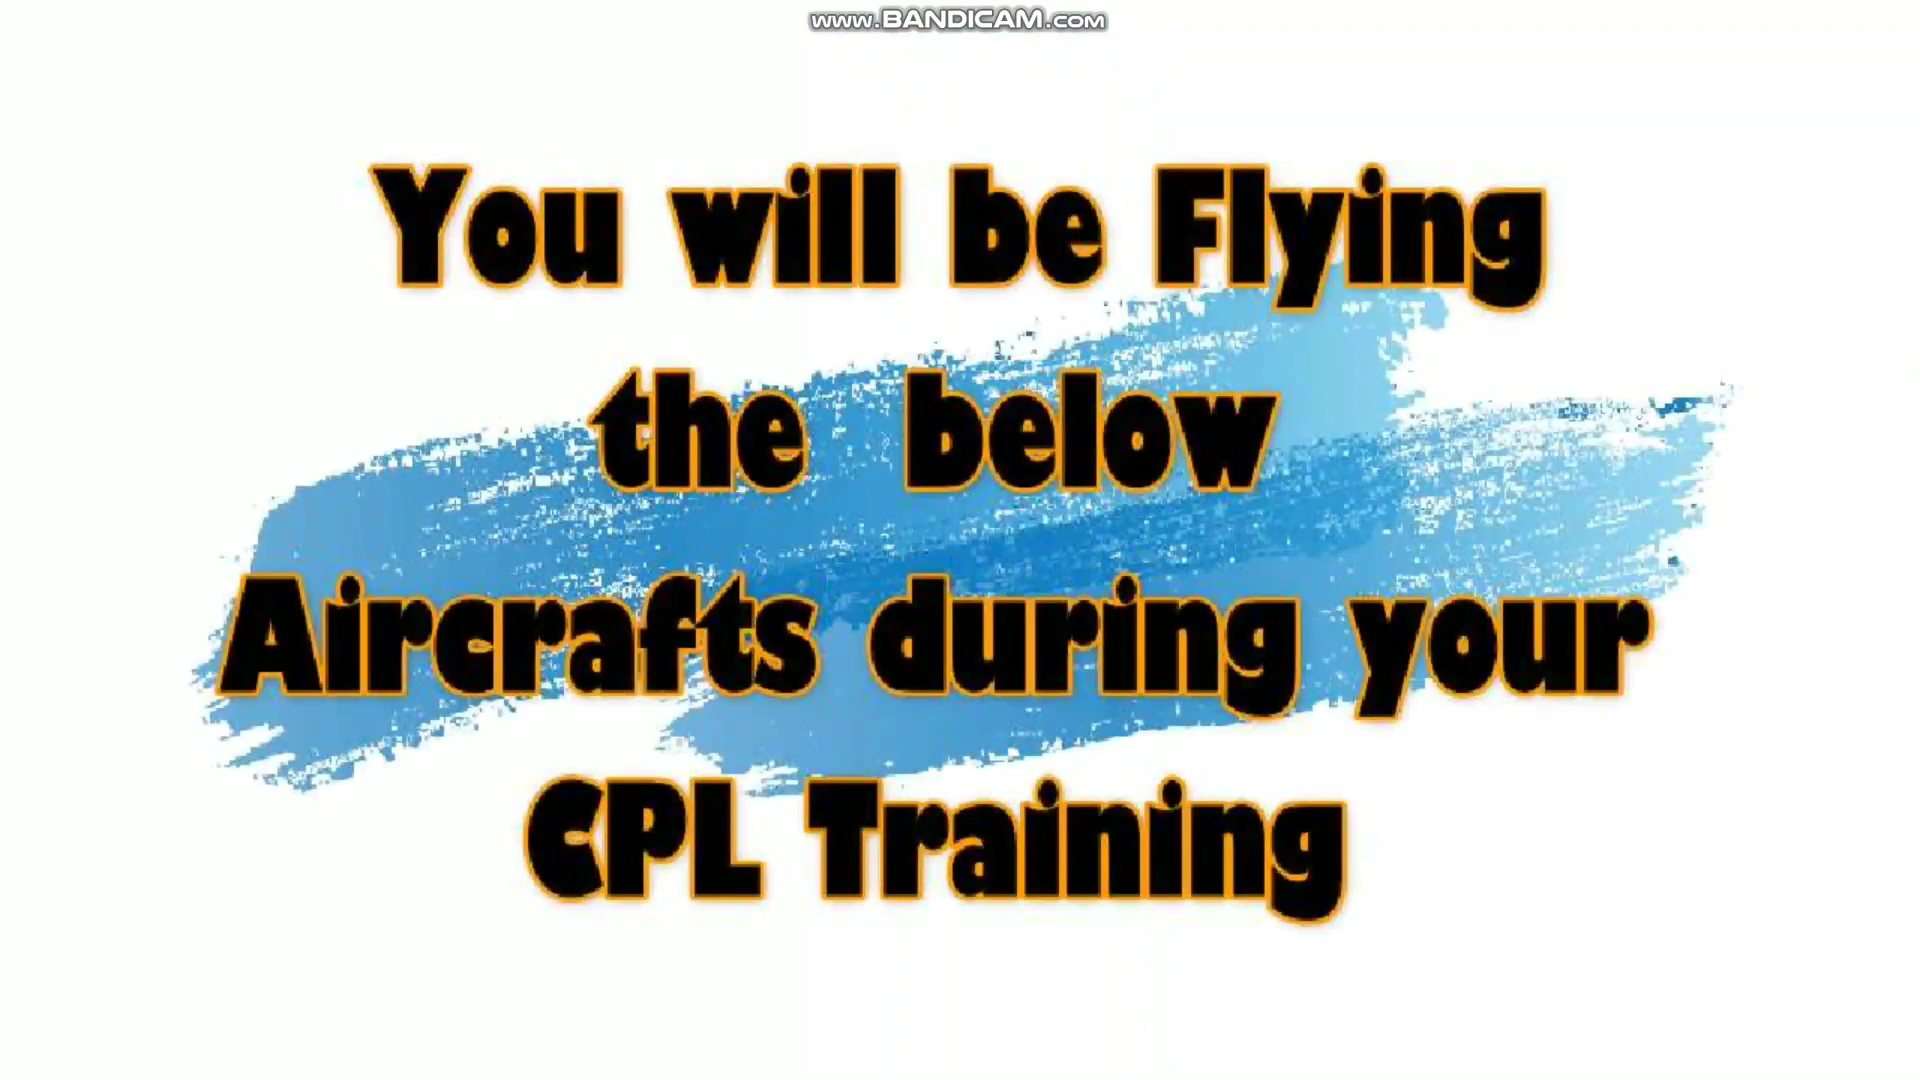 www.BANDICAM.com
You will be Flying
the below
Aircrafts during your
CPL Training